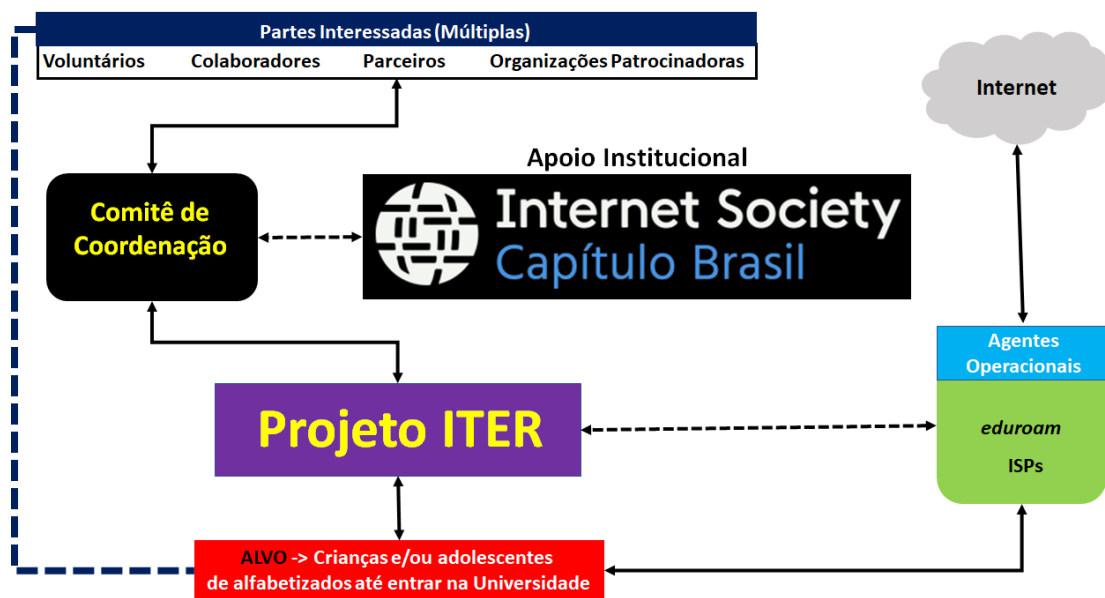 Partes Interessadas (Múltiplas)
Voluntários Colaboradores Parceiros Organizações Patrocinadoras
Internet
Apoio Institucional
Internet Society
Capítulo Brasil
Comitê de
Coordenação
Agentes
Operacionais
eduroam
ISPs
Projeto ITER
ALVO -> Crianças e/ou adolescentes
de alfabetizados até entrar na Universidade